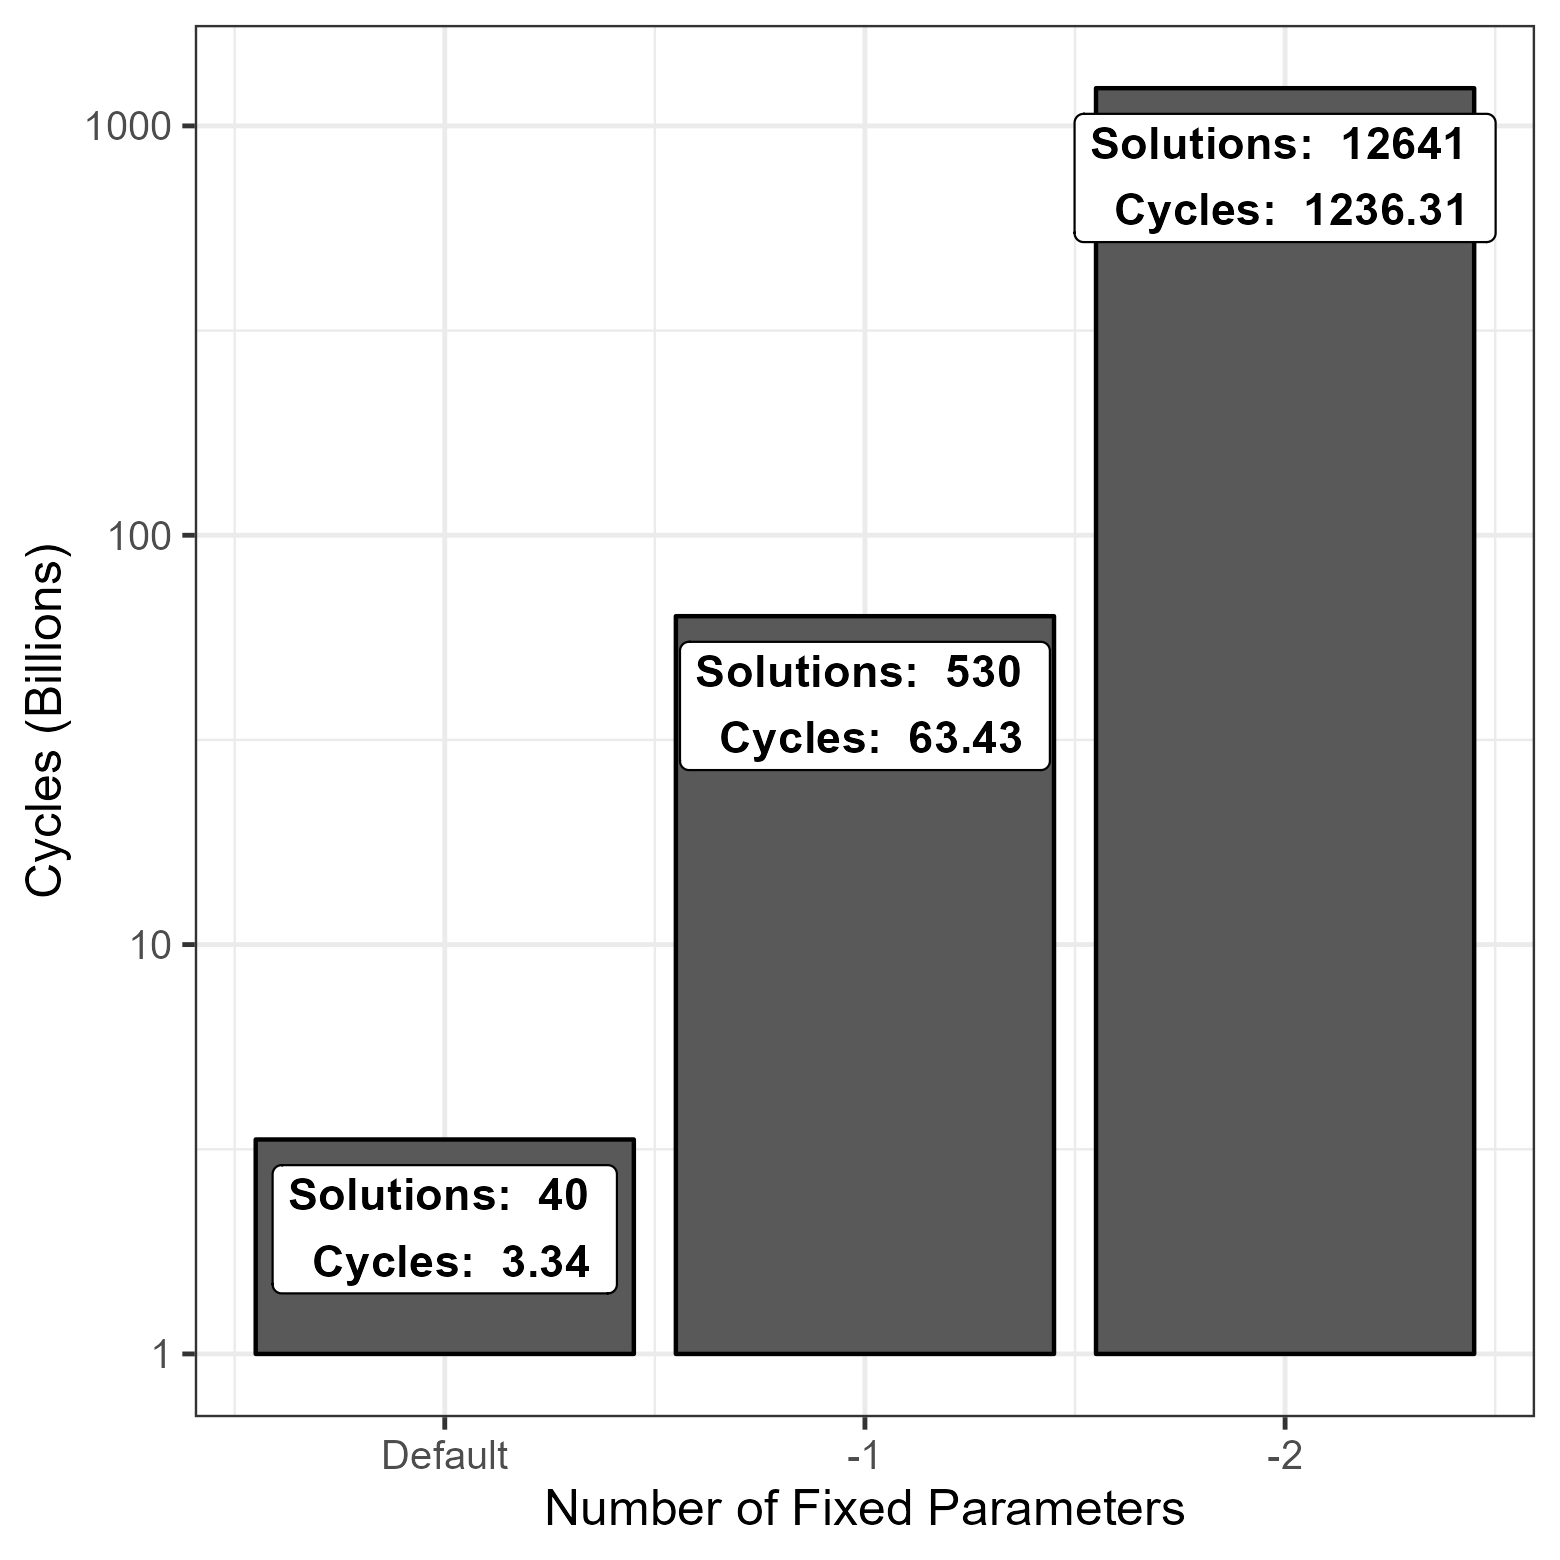 1000
100
10
1
Cycles (Billions)
Solutions: 12641
Cycles: 1236.31
Solutions: 530
Cycles: 63.43
Solutions: 40
Cycles: 3.34
Default
-1
-2
Number of Fixed Parameters